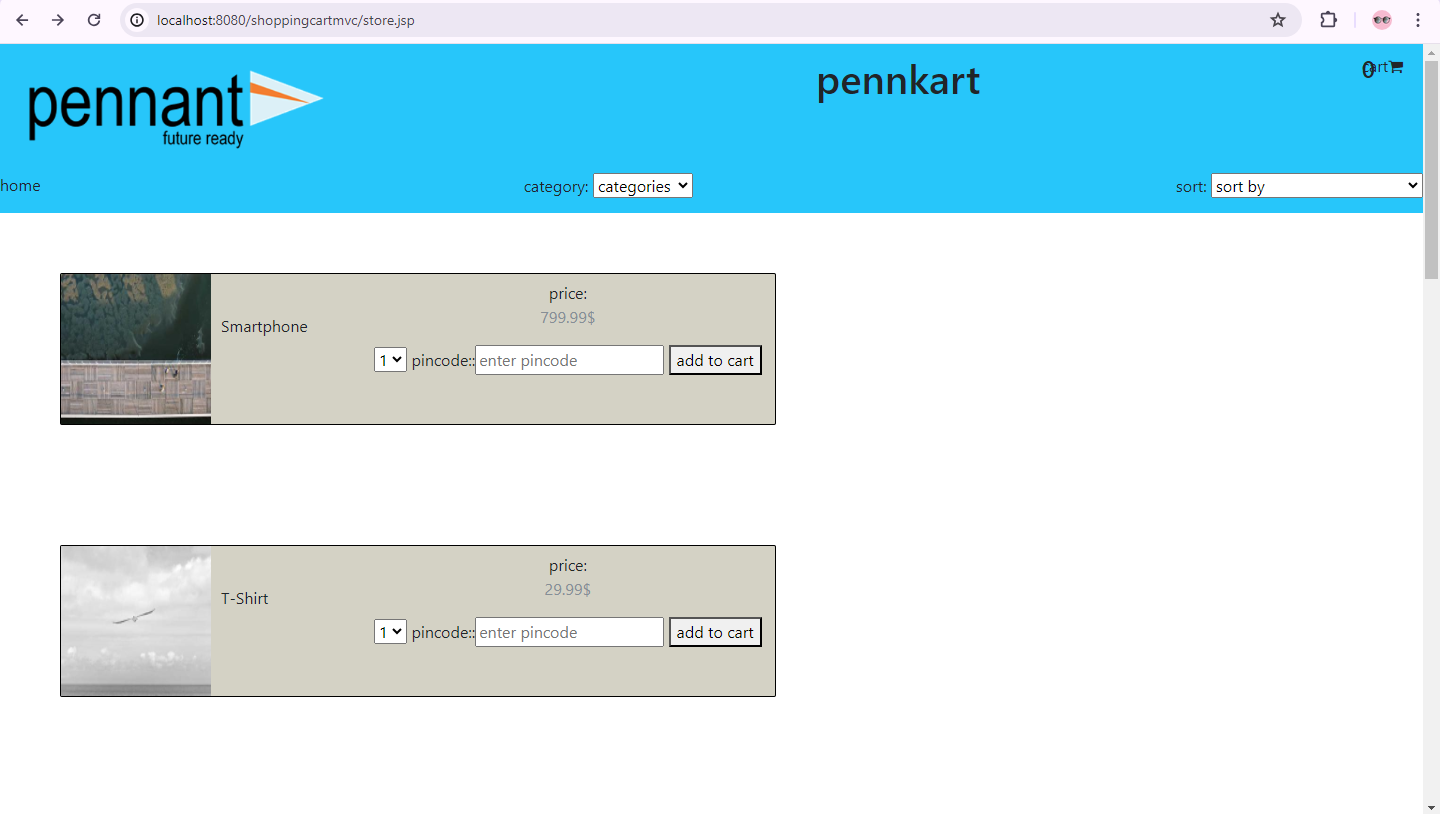 localhost:8080/shoppingcartmvc/store.jsp
pennant
future ready
pennkart
cart
0
home
category: categories
sort: sort by
Smartphone
price:
799.99$
1 pincode:: enter pincode add to cart
T-Shirt
price:
29.99$
1 pincode:: enter pincode add to cart